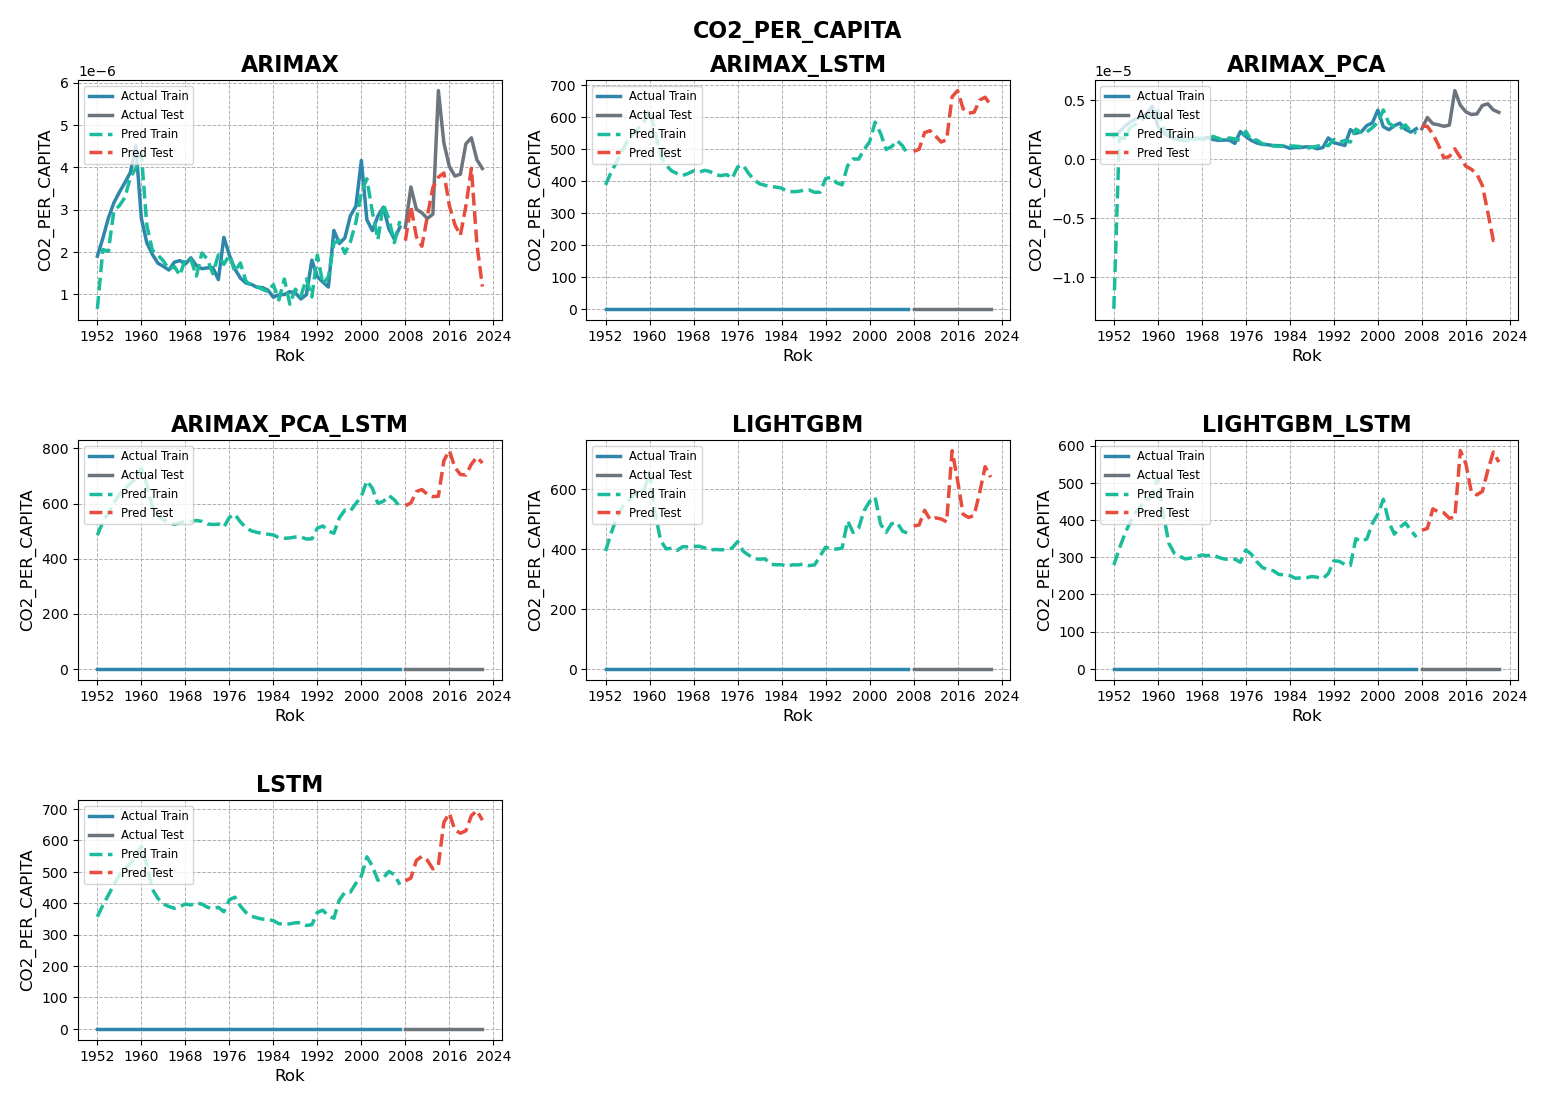 CO2_PER_CAPITA
ARIMAX
1e−6
6
5
4
3
2
1
CO2_PER_CAPITA
Actual Train
Actual Test
Pred Train
Pred Test
1952 1960 1968 1976 1984 1992 2000 2008 2016 2024
Rok
ARIMAX_LSTM
700
600
500
400
300
200
100
0
CO2_PER_CAPITA
Actual Train
Actual Test
Pred Train
Pred Test
1952 1960 1968 1976 1984 1992 2000 2008 2016 2024
Rok
ARIMAX_PCA
1e−5
0.5
0.0
−0.5
−1.0
CO2_PER_CAPITA
Actual Train
Actual Test
Pred Train
Pred Test
1952 1960 1968 1976 1984 1992 2000 2008 2016 2024
Rok
ARIMAX_PCA_LSTM
800
600
400
200
0
CO2_PER_CAPITA
Actual Train
Actual Test
Pred Train
Pred Test
1952 1960 1968 1976 1984 1992 2000 2008 2016 2024
Rok
LIGHTGBM
600
400
200
0
CO2_PER_CAPITA
Actual Train
Actual Test
Pred Train
Pred Test
1952 1960 1968 1976 1984 1992 2000 2008 2016 2024
Rok
LIGHTGBM_LSTM
600
500
400
300
200
100
0
CO2_PER_CAPITA
Actual Train
Actual Test
Pred Train
Pred Test
1952 1960 1968 1976 1984 1992 2000 2008 2016 2024
Rok
LSTM
700
600
500
400
300
200
100
0
CO2_PER_CAPITA
Actual Train
Actual Test
Pred Train
Pred Test
1952 1960 1968 1976 1984 1992 2000 2008 2016 2024
Rok